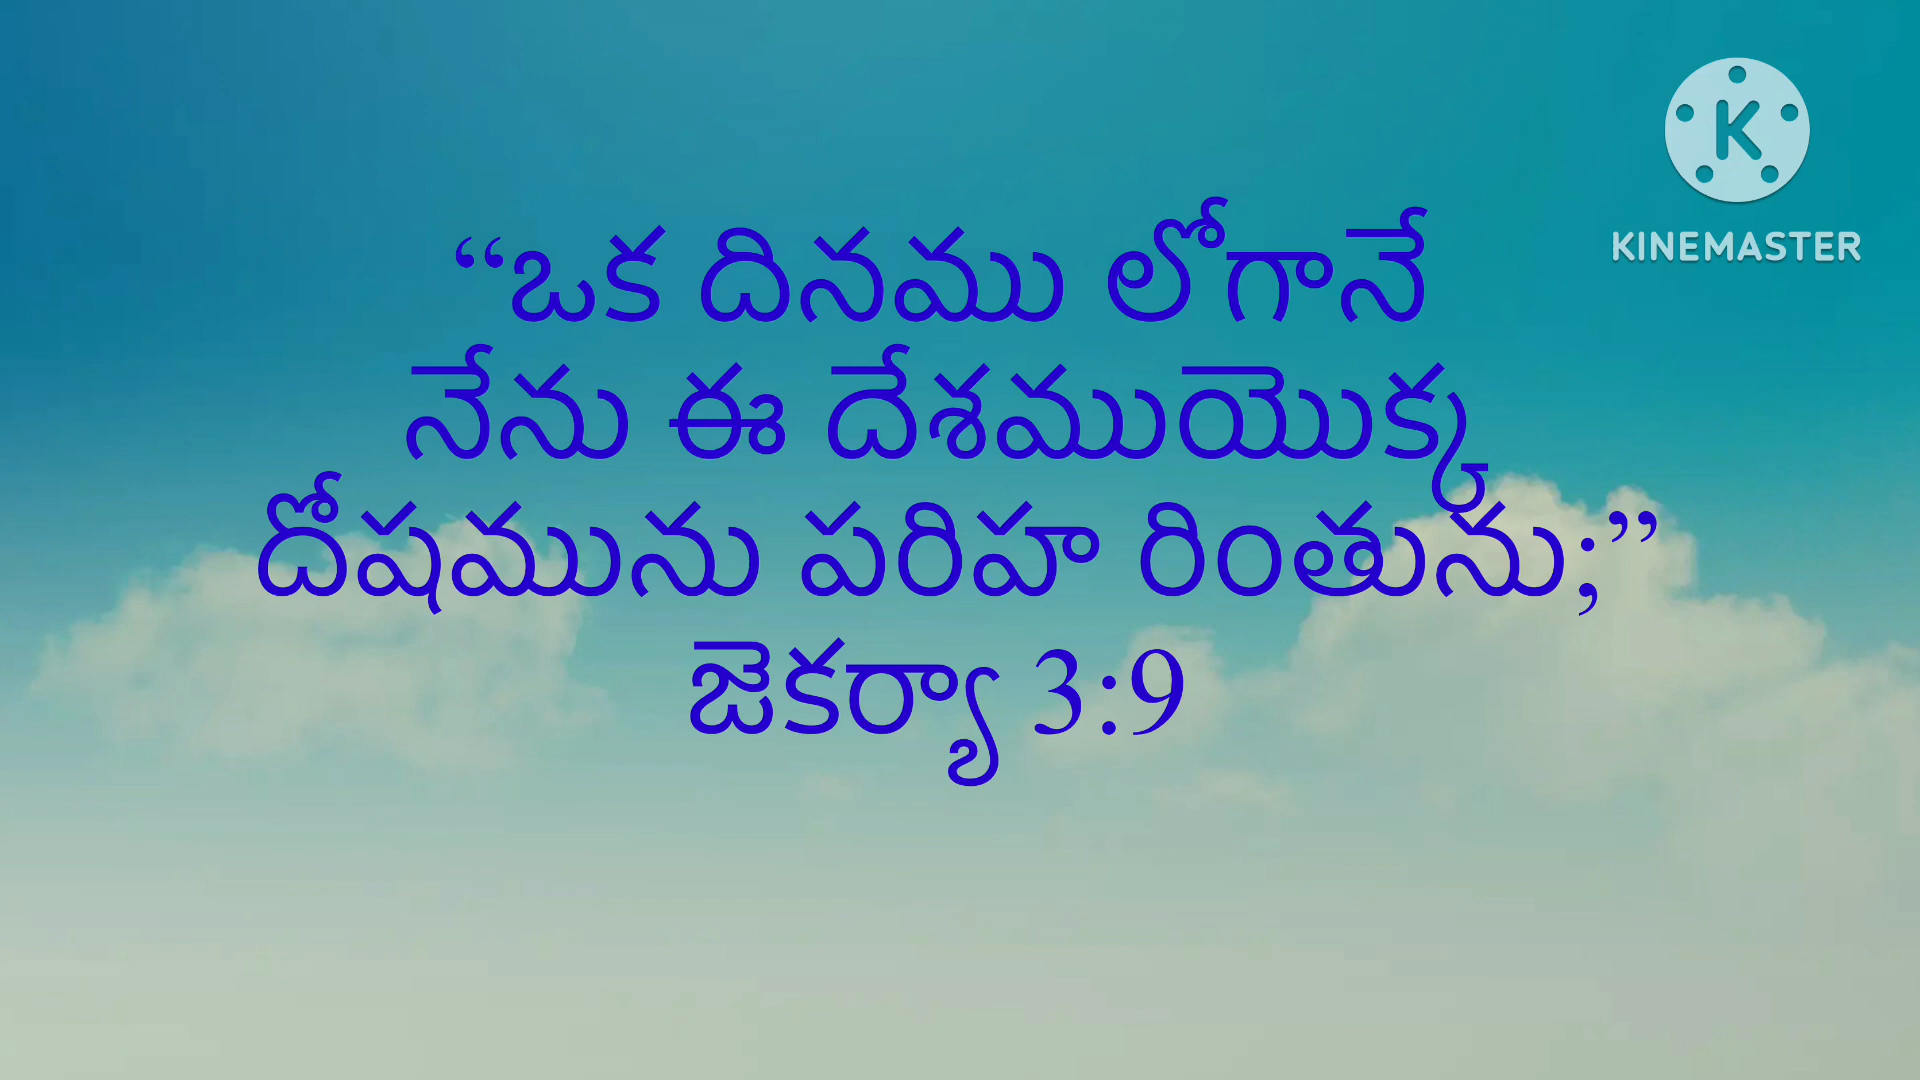 K
KINEMASTER
“ఒక దినము లోగానే
నేను ఈ దేశముయొక్క
దోషమును పరిహ రింతును;”
జెకర్యా 3:9